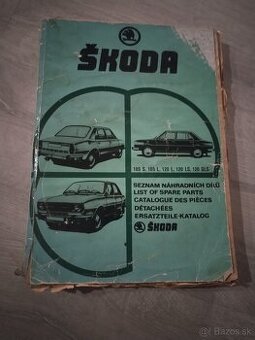 ŠKODA
105 S, 105 L, 120 L, 120 LS, 120 GLS
SEZNAM NÁHRADNÍCH DÍLŮ
LIST OF SPARE PARTS
CATALOGUE DES PIÈCES
DÉTACHÉES
ERSATZTEILE-KATALOG
ŠKODA
Bazos.sk